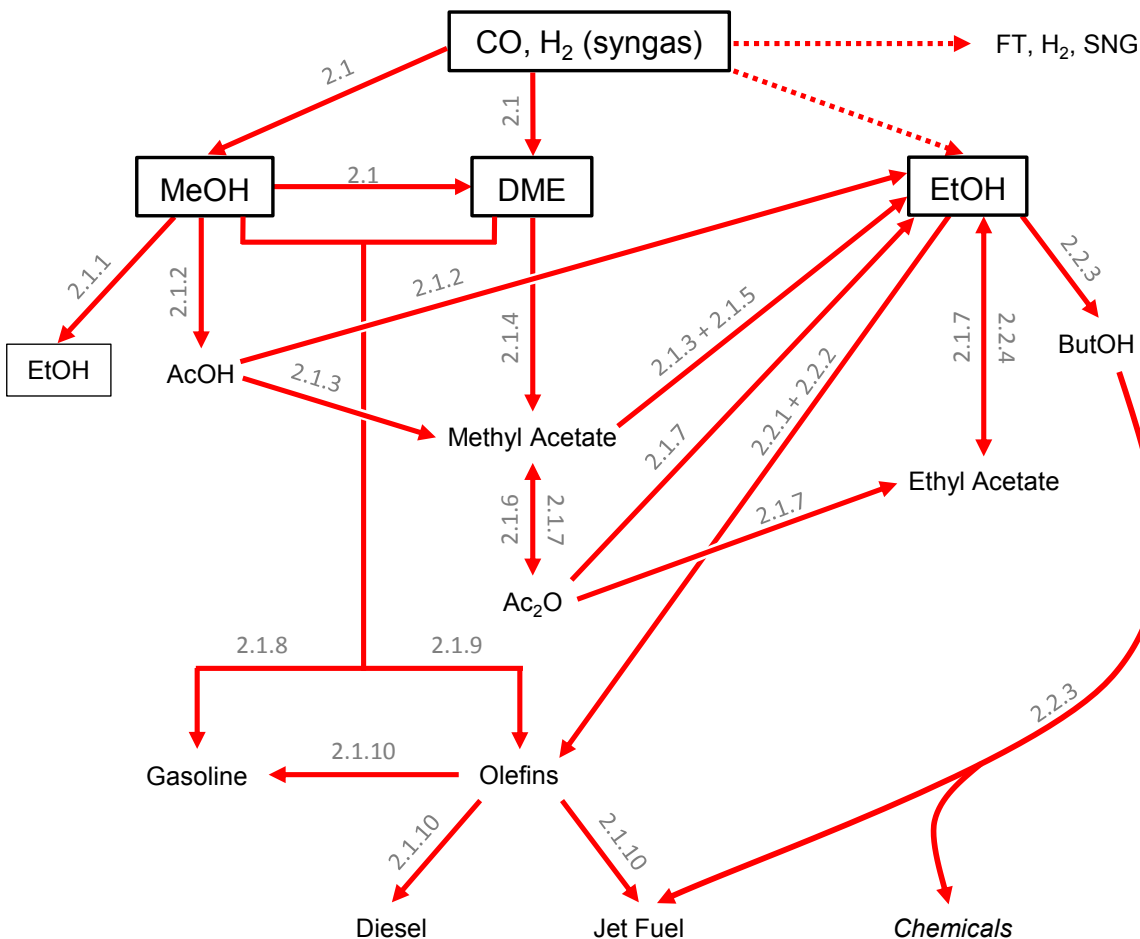 CO, H₂ (syngas)
FT, H₂, SNG
2.1
2.1
MeOH
2.1
DME
EtOH
2.1.1
2.1.2
2.1.2
2.2.3
EtOH
AcOH
2.1.3
2.1.4
2.1.3 + 2.1.5
2.1.7
2.2.4
ButOH
Methyl Acetate
2.1.7
2.2.1 + 2.2.2
Ethyl Acetate
2.1.6
2.1.7
2.1.7
Ac₂O
2.1.8
2.1.9
2.2.3
Gasoline
2.1.10
Olefins
2.1.10
2.1.10
Diesel
Jet Fuel
Chemicals